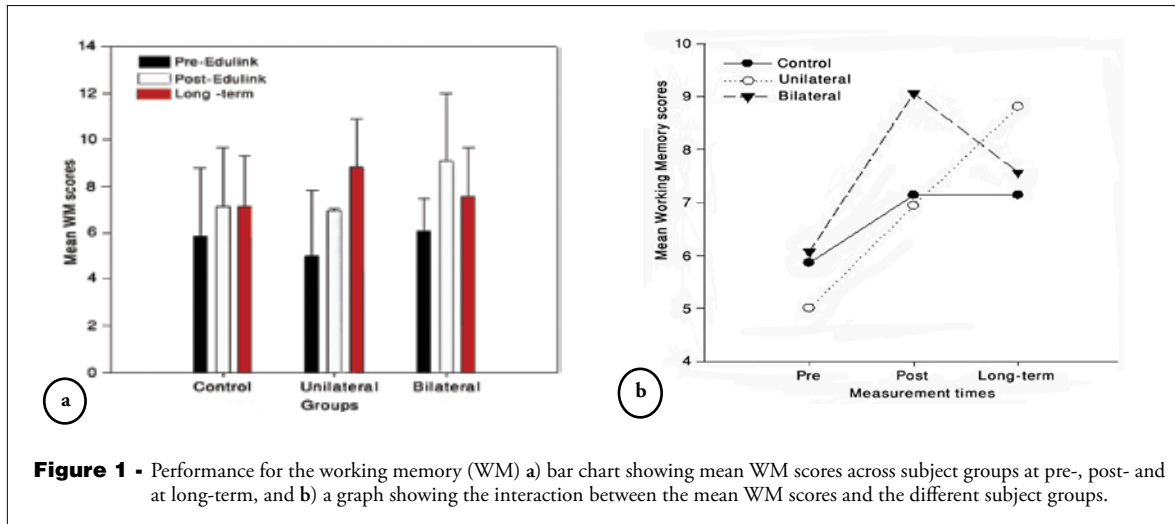 14
12
10
8
6
4
2
0
Mean WM scores
Pre-Edulink
Post-Edulink
Long -term
Control
Unilateral
Bilateral
Groups
a
10
9
8
7
6
5
4
Mean Working Memory scores
Control
Unilateral
Bilateral
Pre
Post
Long-term
Measurement times
b
Figure 1 - Performance for the working memory (WM) a) bar chart showing mean WM scores across subject groups at pre-, post- and
at long-term, and b) a graph showing the interaction between the mean WM scores and the different subject groups.